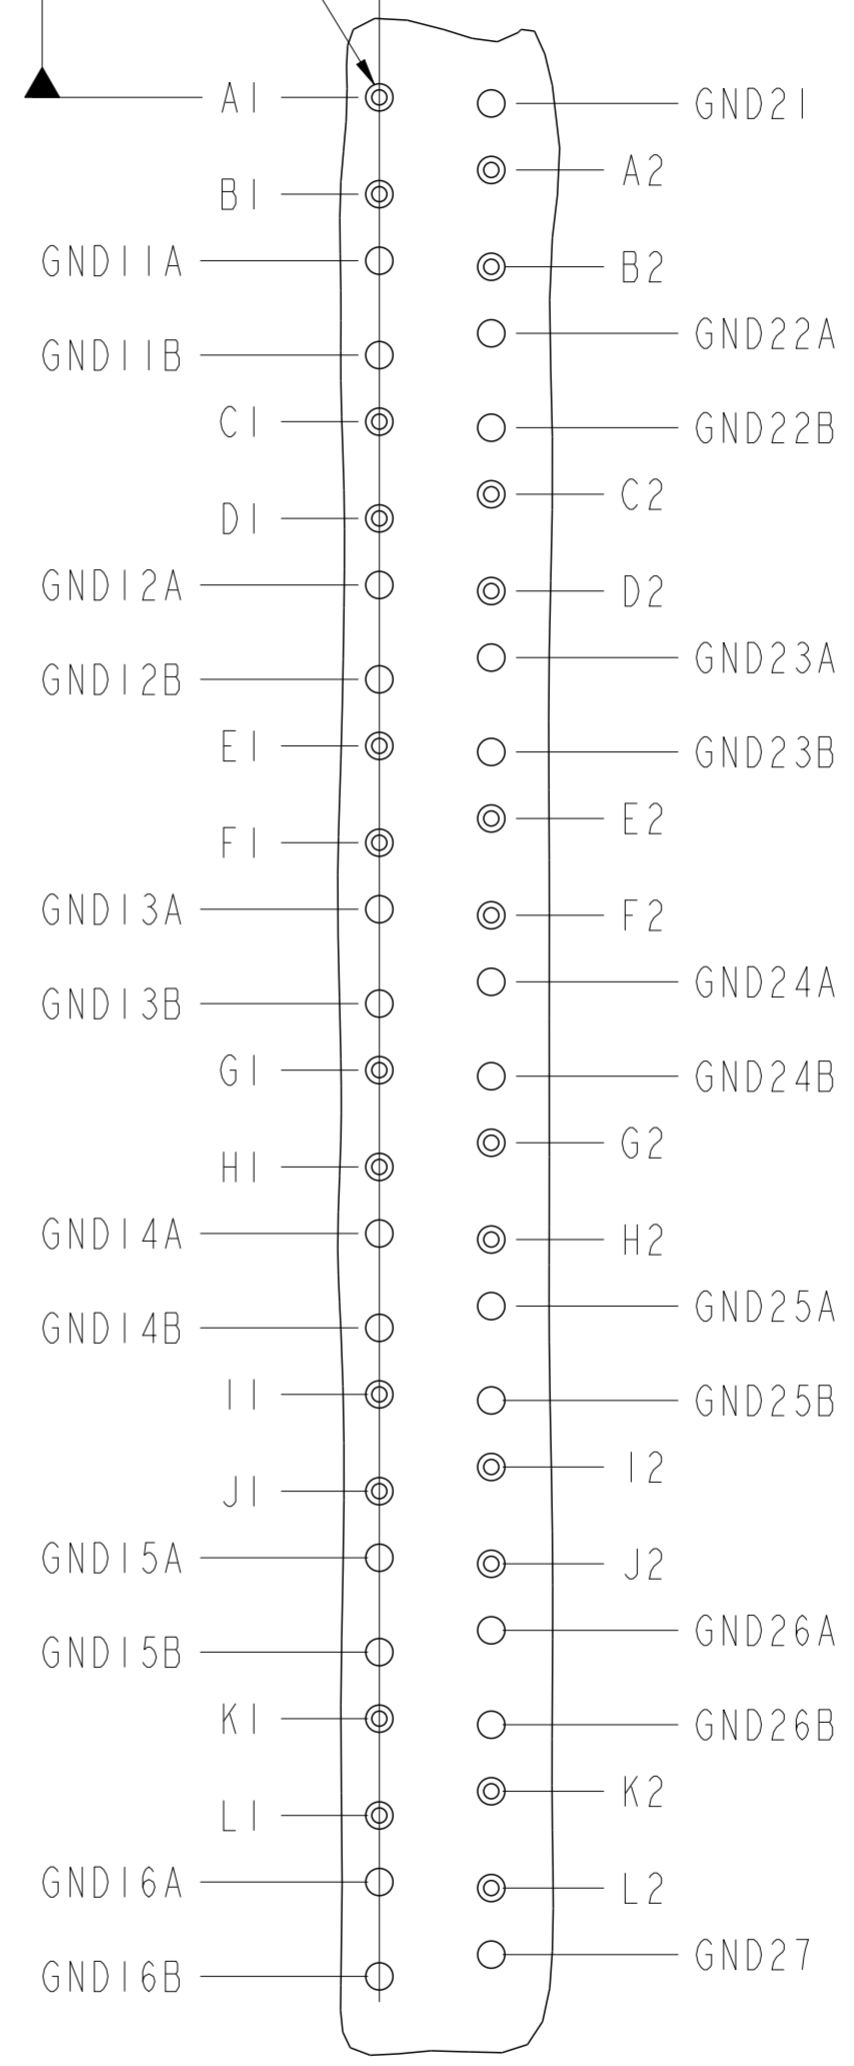 A1
GND21
A2
B1
GND11A
B2
GND22A
GND11B
C1
GND22B
C2
D1
GND12A
D2
GND23A
GND12B
E1
GND23B
E2
F1
GND13A
F2
GND24A
GND13B
G1
GND24B
G2
H1
GND14A
H2
GND25A
GND14B
I1
GND25B
I2
J1
GND15A
J2
GND26A
GND15B
K1
GND26B
K2
L1
GND16A
L2
GND27
GND16B